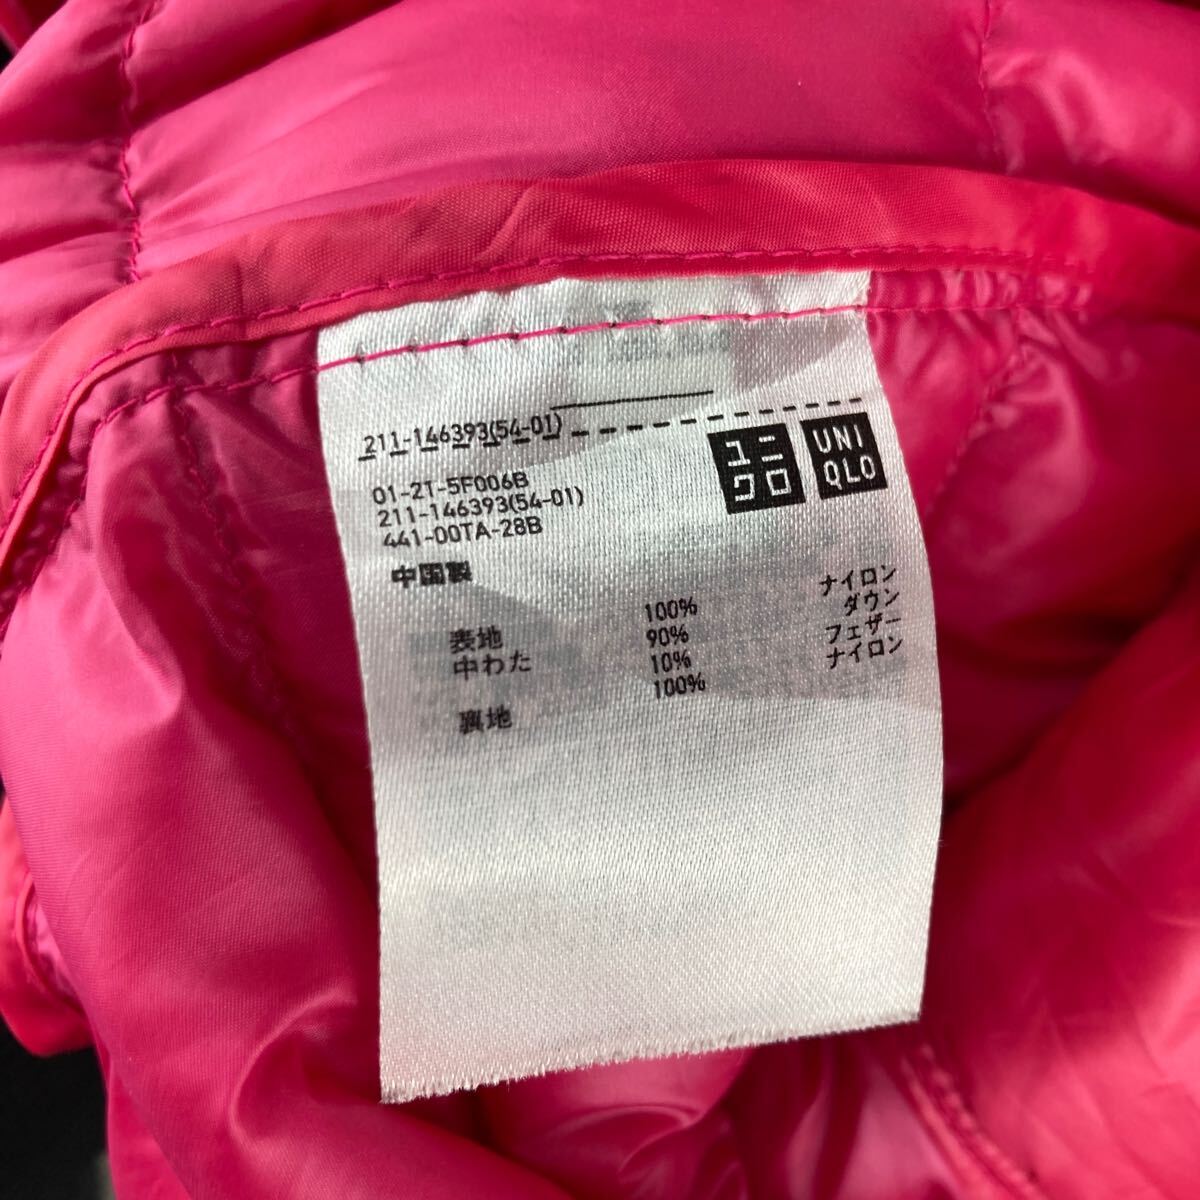 211-146393(54-01)
ユニクロ
UNIQLO
01-2T-5F006B
211-146393(54-01)
441-00TA-28B
中国製
表地 100% ナイロン
中わた 90% ダウン
10% フェザー
裏地 100% ナイロン